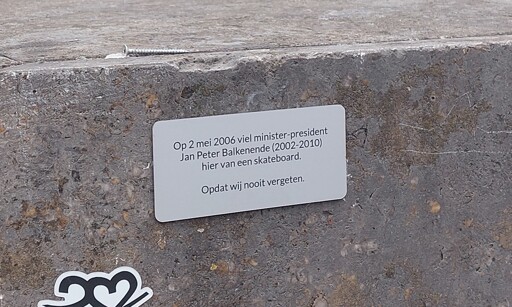 Op 2 mei 2006 viel minister-president
Jan Peter Balkenende (2002-2010)
hier van een skateboard.
Opdat wij nooit vergeten.